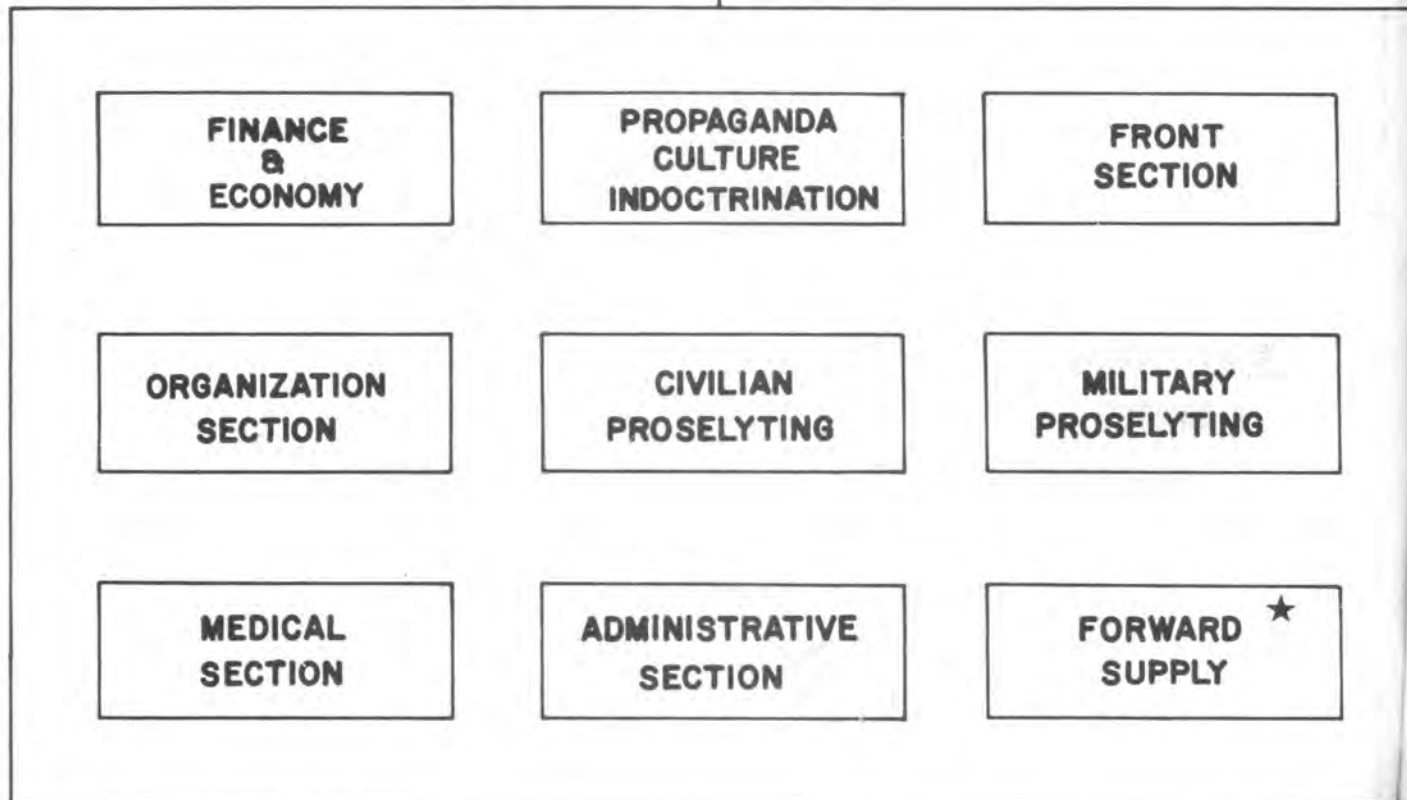 FINANCE
&
ECONOMY
PROPAGANDA
CULTURE
INDOCTRINATION
FRONT
SECTION
ORGANIZATION
SECTION
CIVILIAN
PROSELYTING
MILITARY
PROSELYTING
MEDICAL
SECTION
ADMINISTRATIVE
SECTION
FORWARD ★
SUPPLY